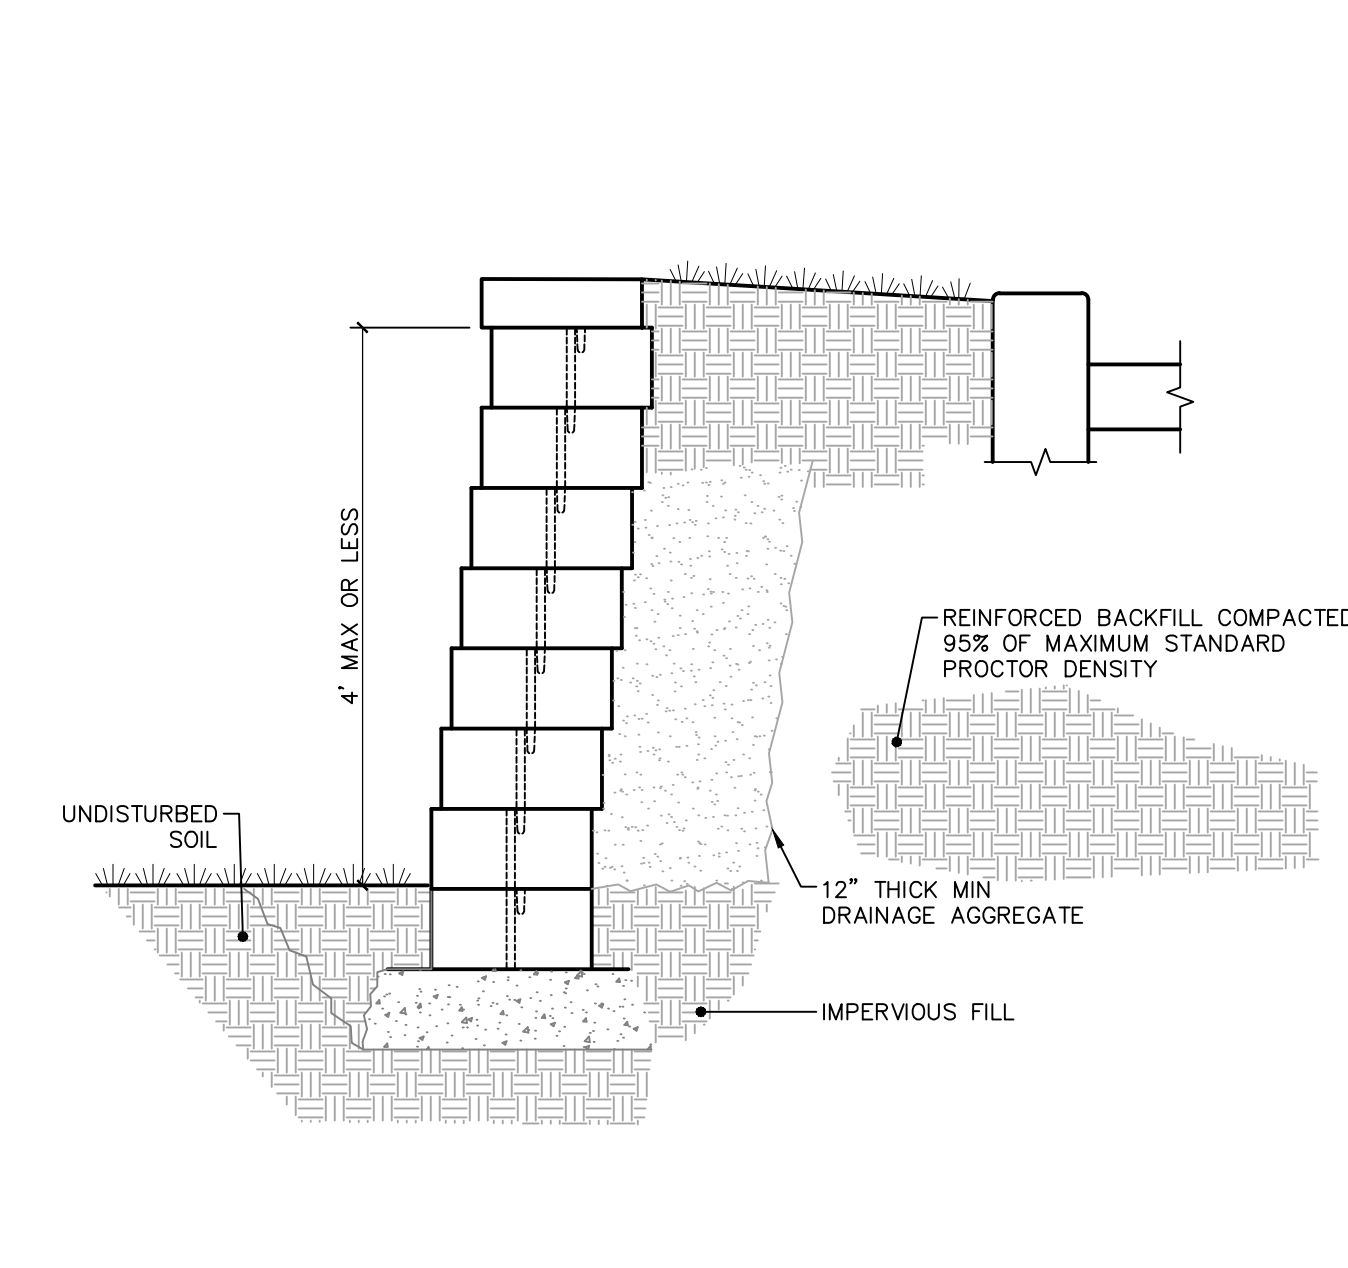 4' MAX OR LESS
REINFORCED BACKFILL COMPACTED
95% OF MAXIMUM STANDARD
PROCTOR DENSITY
UNDISTURBED
SOIL
12" THICK MIN
DRAINAGE AGGREGATE
IMPERVIOUS FILL